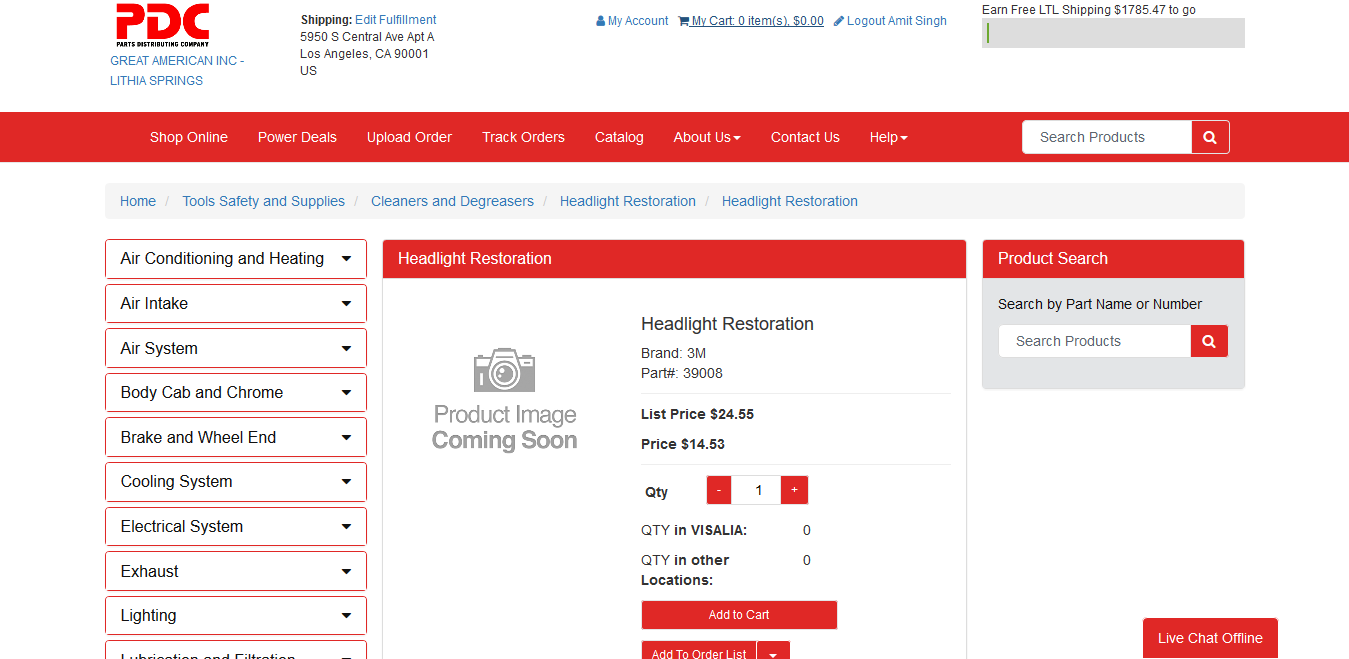 PDC
PARTS DISTRIBUTING COMPANY
GREAT AMERICAN INC -
LITHIA SPRINGS
Shipping: Edit Fulfillment
5950 S Central Ave Apt A
Los Angeles, CA 90001
US
My Account My Cart: 0 item(s), $0.00 Logout Amit Singh
Earn Free LTL Shipping $1785.47 to go
Shop Online Power Deals Upload Order Track Orders Catalog About Us Contact Us Help Search Products
Home / Tools Safety and Supplies / Cleaners and Degreasers / Headlight Restoration / Headlight Restoration
Air Conditioning and Heating
Air Intake
Air System
Body Cab and Chrome
Brake and Wheel End
Cooling System
Electrical System
Exhaust
Lighting
Lubrication and Filtration
Headlight Restoration
Product Image
Coming Soon
Headlight Restoration
Brand: 3M
Part#: 39008
List Price $24.55
Price $14.53
Qty - 1 +
QTY in VISALIA: 0
QTY in other 0
Locations:
Add to Cart
Add To Order List
Product Search
Search by Part Name or Number
Search Products
Live Chat Offline